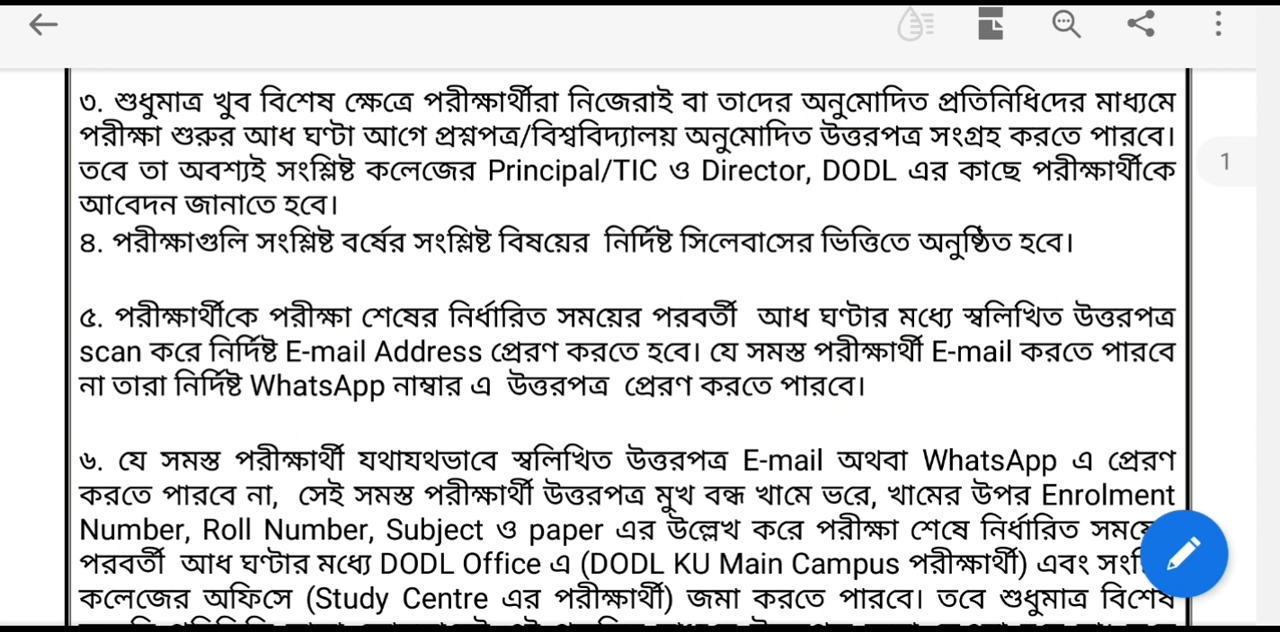 1
৩. শুধুমাত্র খুব বিশেষ ক্ষেত্রে পরীক্ষার্থীরা নিজেরাই বা তাদের অনুমোদিত প্রতিনিধিদের মাধ্যমে
পরীক্ষা শুরুর আধ ঘণ্টা আগে প্রশ্নপত্র/বিশ্ববিদ্যালয় অনুমোদিত উত্তরপত্র সংগ্রহ করতে পারবে।
তবে তা অবশ্যই সংশ্লিষ্ট কলেজের Principal/TIC ও Director, DODL এর কাছে পরীক্ষার্থীকে
আবেদন জানাতে হবে।
৪. পরীক্ষাগুলি সংশ্লিষ্ট বর্ষের সংশ্লিষ্ট বিষয়ের নির্দিষ্ট সিলেবাসের ভিত্তিতে অনুষ্ঠিত হবে।
৫. পরীক্ষার্থীকে পরীক্ষা শেষের নির্ধারিত সময়ের পরবর্তী আধ ঘণ্টার মধ্যে স্বলিখিত উত্তরপত্র
scan করে নির্দিষ্ট E-mail Address প্রেরণ করতে হবে। যে সমস্ত পরীক্ষার্থী E-mail করতে পারবে
না তারা নির্দিষ্ট WhatsApp নাম্বার এ উত্তরপত্র প্রেরণ করতে পারবে।
৬. যে সমস্ত পরীক্ষার্থী যথাযথভাবে স্বলিখিত উত্তরপত্র E-mail অথবা WhatsApp এ প্রেরণ
করতে পারবে না, সেই সমস্ত পরীক্ষার্থী উত্তরপত্র মুখ বন্ধ খামে ভরে, খামের উপর Enrolment
Number, Roll Number, Subject ও paper এর উল্লেখ করে পরীক্ষা শেষে নির্ধারিত
পরবর্তী আধ ঘণ্টার মধ্যে DODL Office এ (DODL KU Main Campus পরীক্ষার্থী) এবং
কলেজের অফিসে (Study Centre এর পরীক্ষার্থী) জমা করতে পারবে। তবে শুধুমাত্র বিশেষ